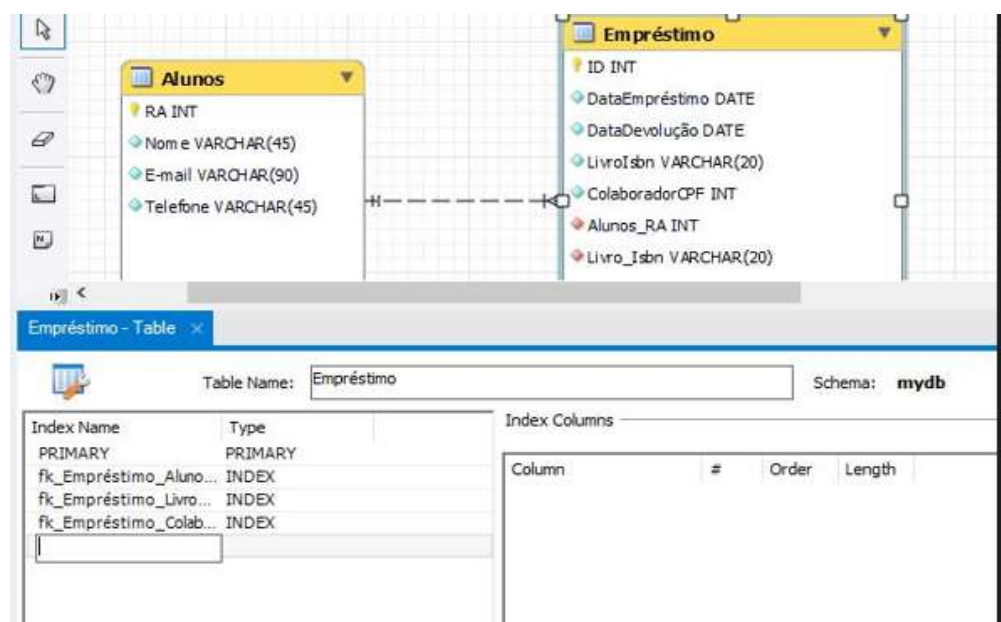 Alunos
RA INT
Nome VARCHAR(45)
E-mail VARCHAR(90)
Telefone VARCHAR(45)
Empréstimo
ID INT
DataEmpréstimo DATE
DataDevolução DATE
LivroIsbn VARCHAR(20)
ColaboradorCPF INT
Alunos_RA INT
Livro_Isbn VARCHAR(20)
Empréstimo - Table ×
Table Name: Empréstimo Schema: mydb
Index Name Type
PRIMARY PRIMARY
fk_Empréstimo_Aluno... INDEX
fk_Empréstimo_Livro... INDEX
fk_Empréstimo_Colab... INDEX
Index Columns
Column # Order Length